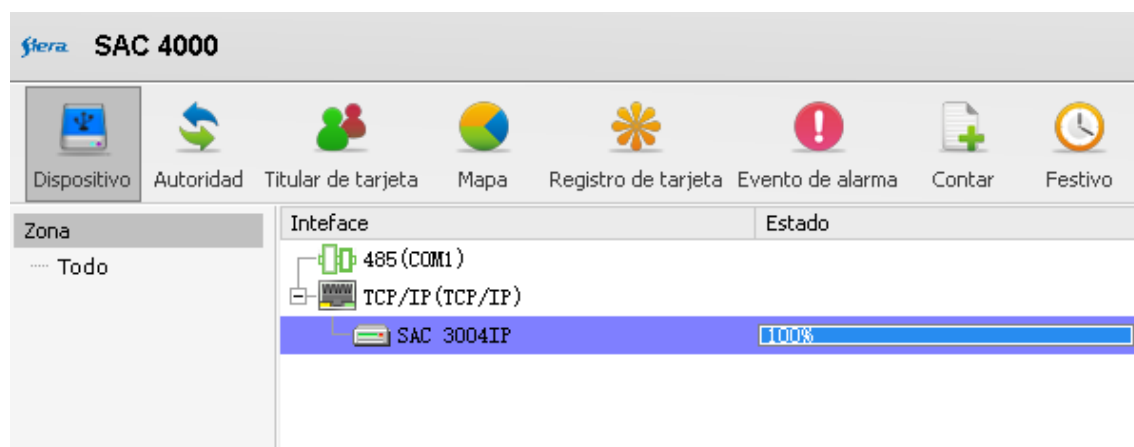 sfera SAC 4000
Dispositivo Autoridad Titular de tarjeta Mapa Registro de tarjeta Evento de alarma Contar Festivo
Zona Inteface Estado
Todo
485(COM1)
TCP/IP(TCP/IP)
SAC 3004IP 100%